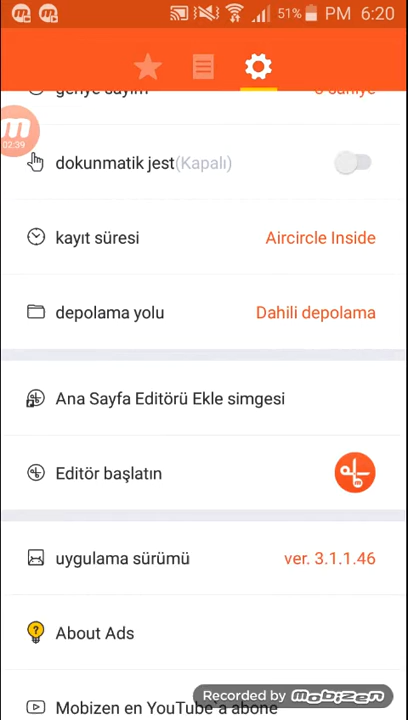 51% PM 6:20
geriye sayım
02:39
dokunmatik jest(Kapalı)
kayıt süresi Aircircle Inside
depolama yolu Dahili depolama
Ana Sayfa Editörü Ekle simgesi
Editör başlatın
uygulama sürümü ver. 3.1.1.46
About Ads
Mobizen en YouTube'a abone
Recorded by mobizen